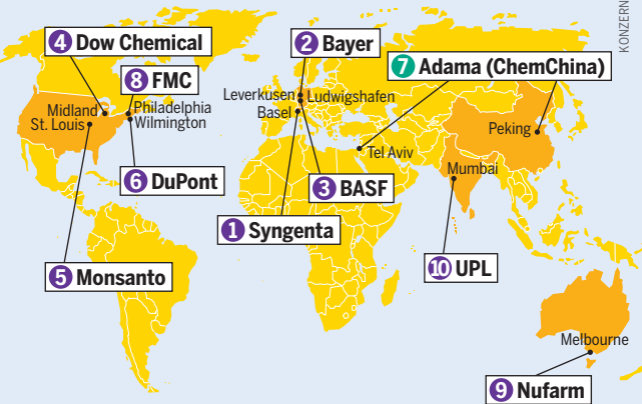 KONZERN
4 Dow Chemical
2 Bayer
8 FMC
7 Adama (ChemChina)
Leverkusen
Ludwigshafen
Midland
Philadelphia
St. Louis
Wilmington
Basel
Peking
Tel Aviv
Mumbai
6 DuPont
3 BASF
1 Syngenta
5 Monsanto
10 UPL
Melbourne
9 Nufarm